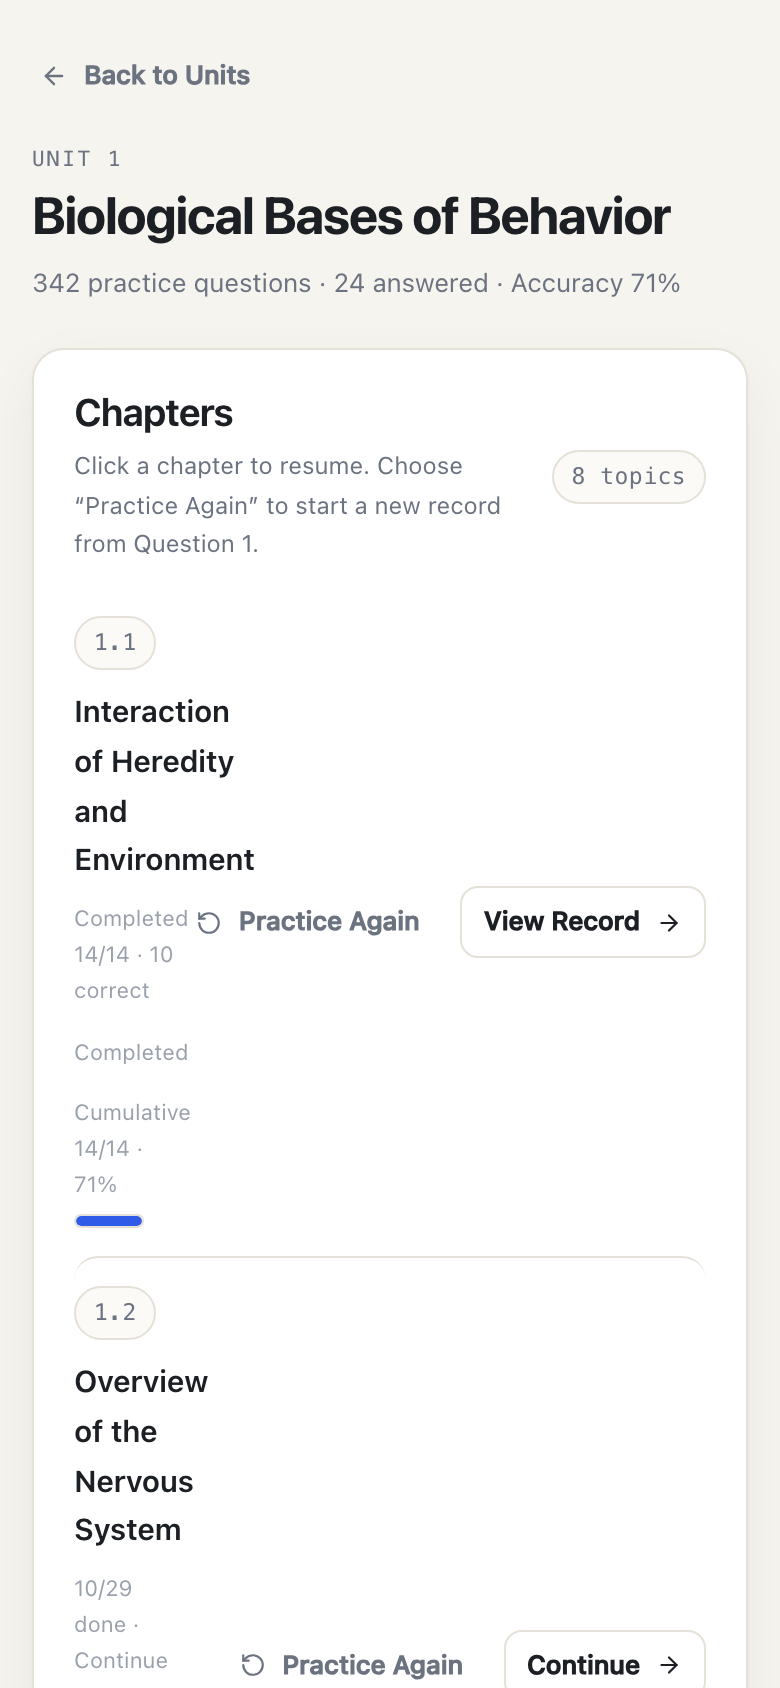 Back to Units
UNIT 1
Biological Bases of Behavior
342 practice questions · 24 answered · Accuracy 71%
Chapters
Click a chapter to resume. Choose
“Practice Again” to start a new record
from Question 1.
8 topics
1.1
Interaction
of Heredity
and
Environment
Completed
14/14 · 10
correct
Practice Again
View Record
Completed
Cumulative
14/14 ·
71%
1.2
Overview
of the
Nervous
System
10/29
done ·
Continue
Practice Again
Continue